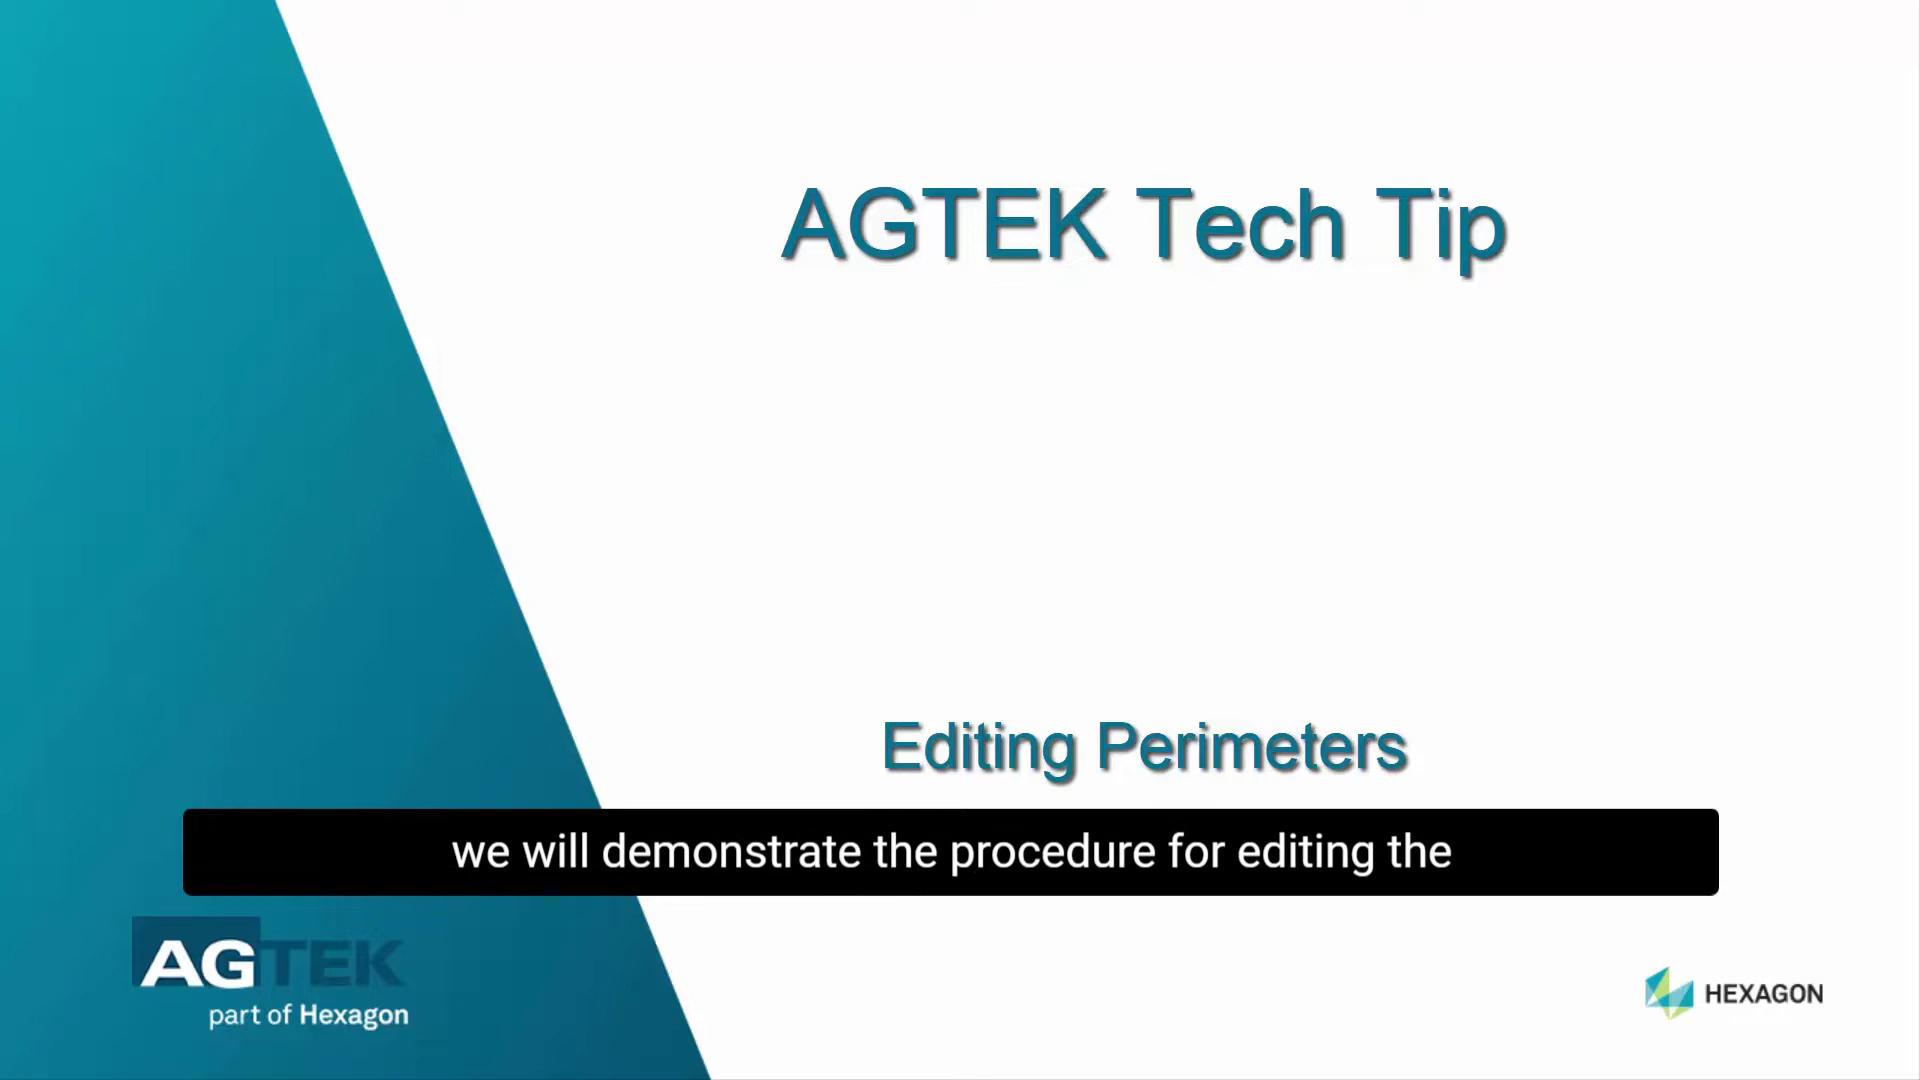 AGTEK Tech Tip
Editing Perimeters
we will demonstrate the procedure for editing the
AGTEK
part of Hexagon
HEXAGON